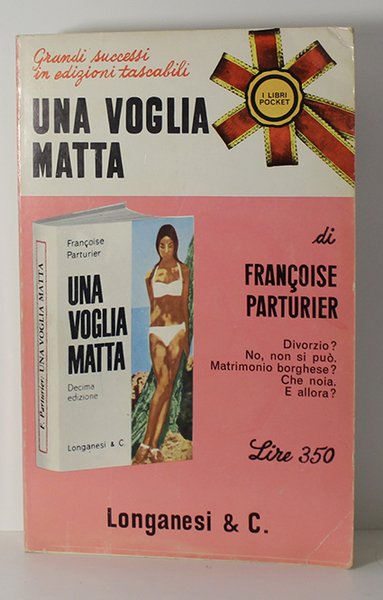 Grandi successi
in edizioni tascabili
I LIBRI
POCKET
UNA VOGLIA
MATTA
di
FRANÇOISE
PARTURIER
Divorzio?
No, non si può.
Matrimonio borghese?
Che noia.
E allora?
Lire 350
F. Parturier: UNA VOGLIA MATTA
Françoise
Parturier
UNA
VOGLIA
MATTA
Decima
edizione
Longanesi & C.
Longanesi & C.